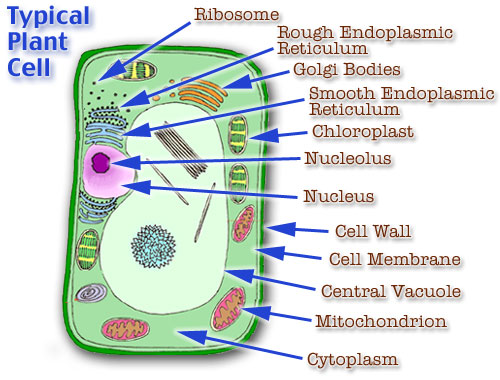 Typical
Plant
Cell
Ribosome
Rough Endoplasmic
Reticulum
Golgi Bodies
Smooth Endoplasmic
Reticulum
Chloroplast
Nucleolus
Nucleus
Cell Wall
Cell Membrane
Central Vacuole
Mitochondrion
Cytoplasm